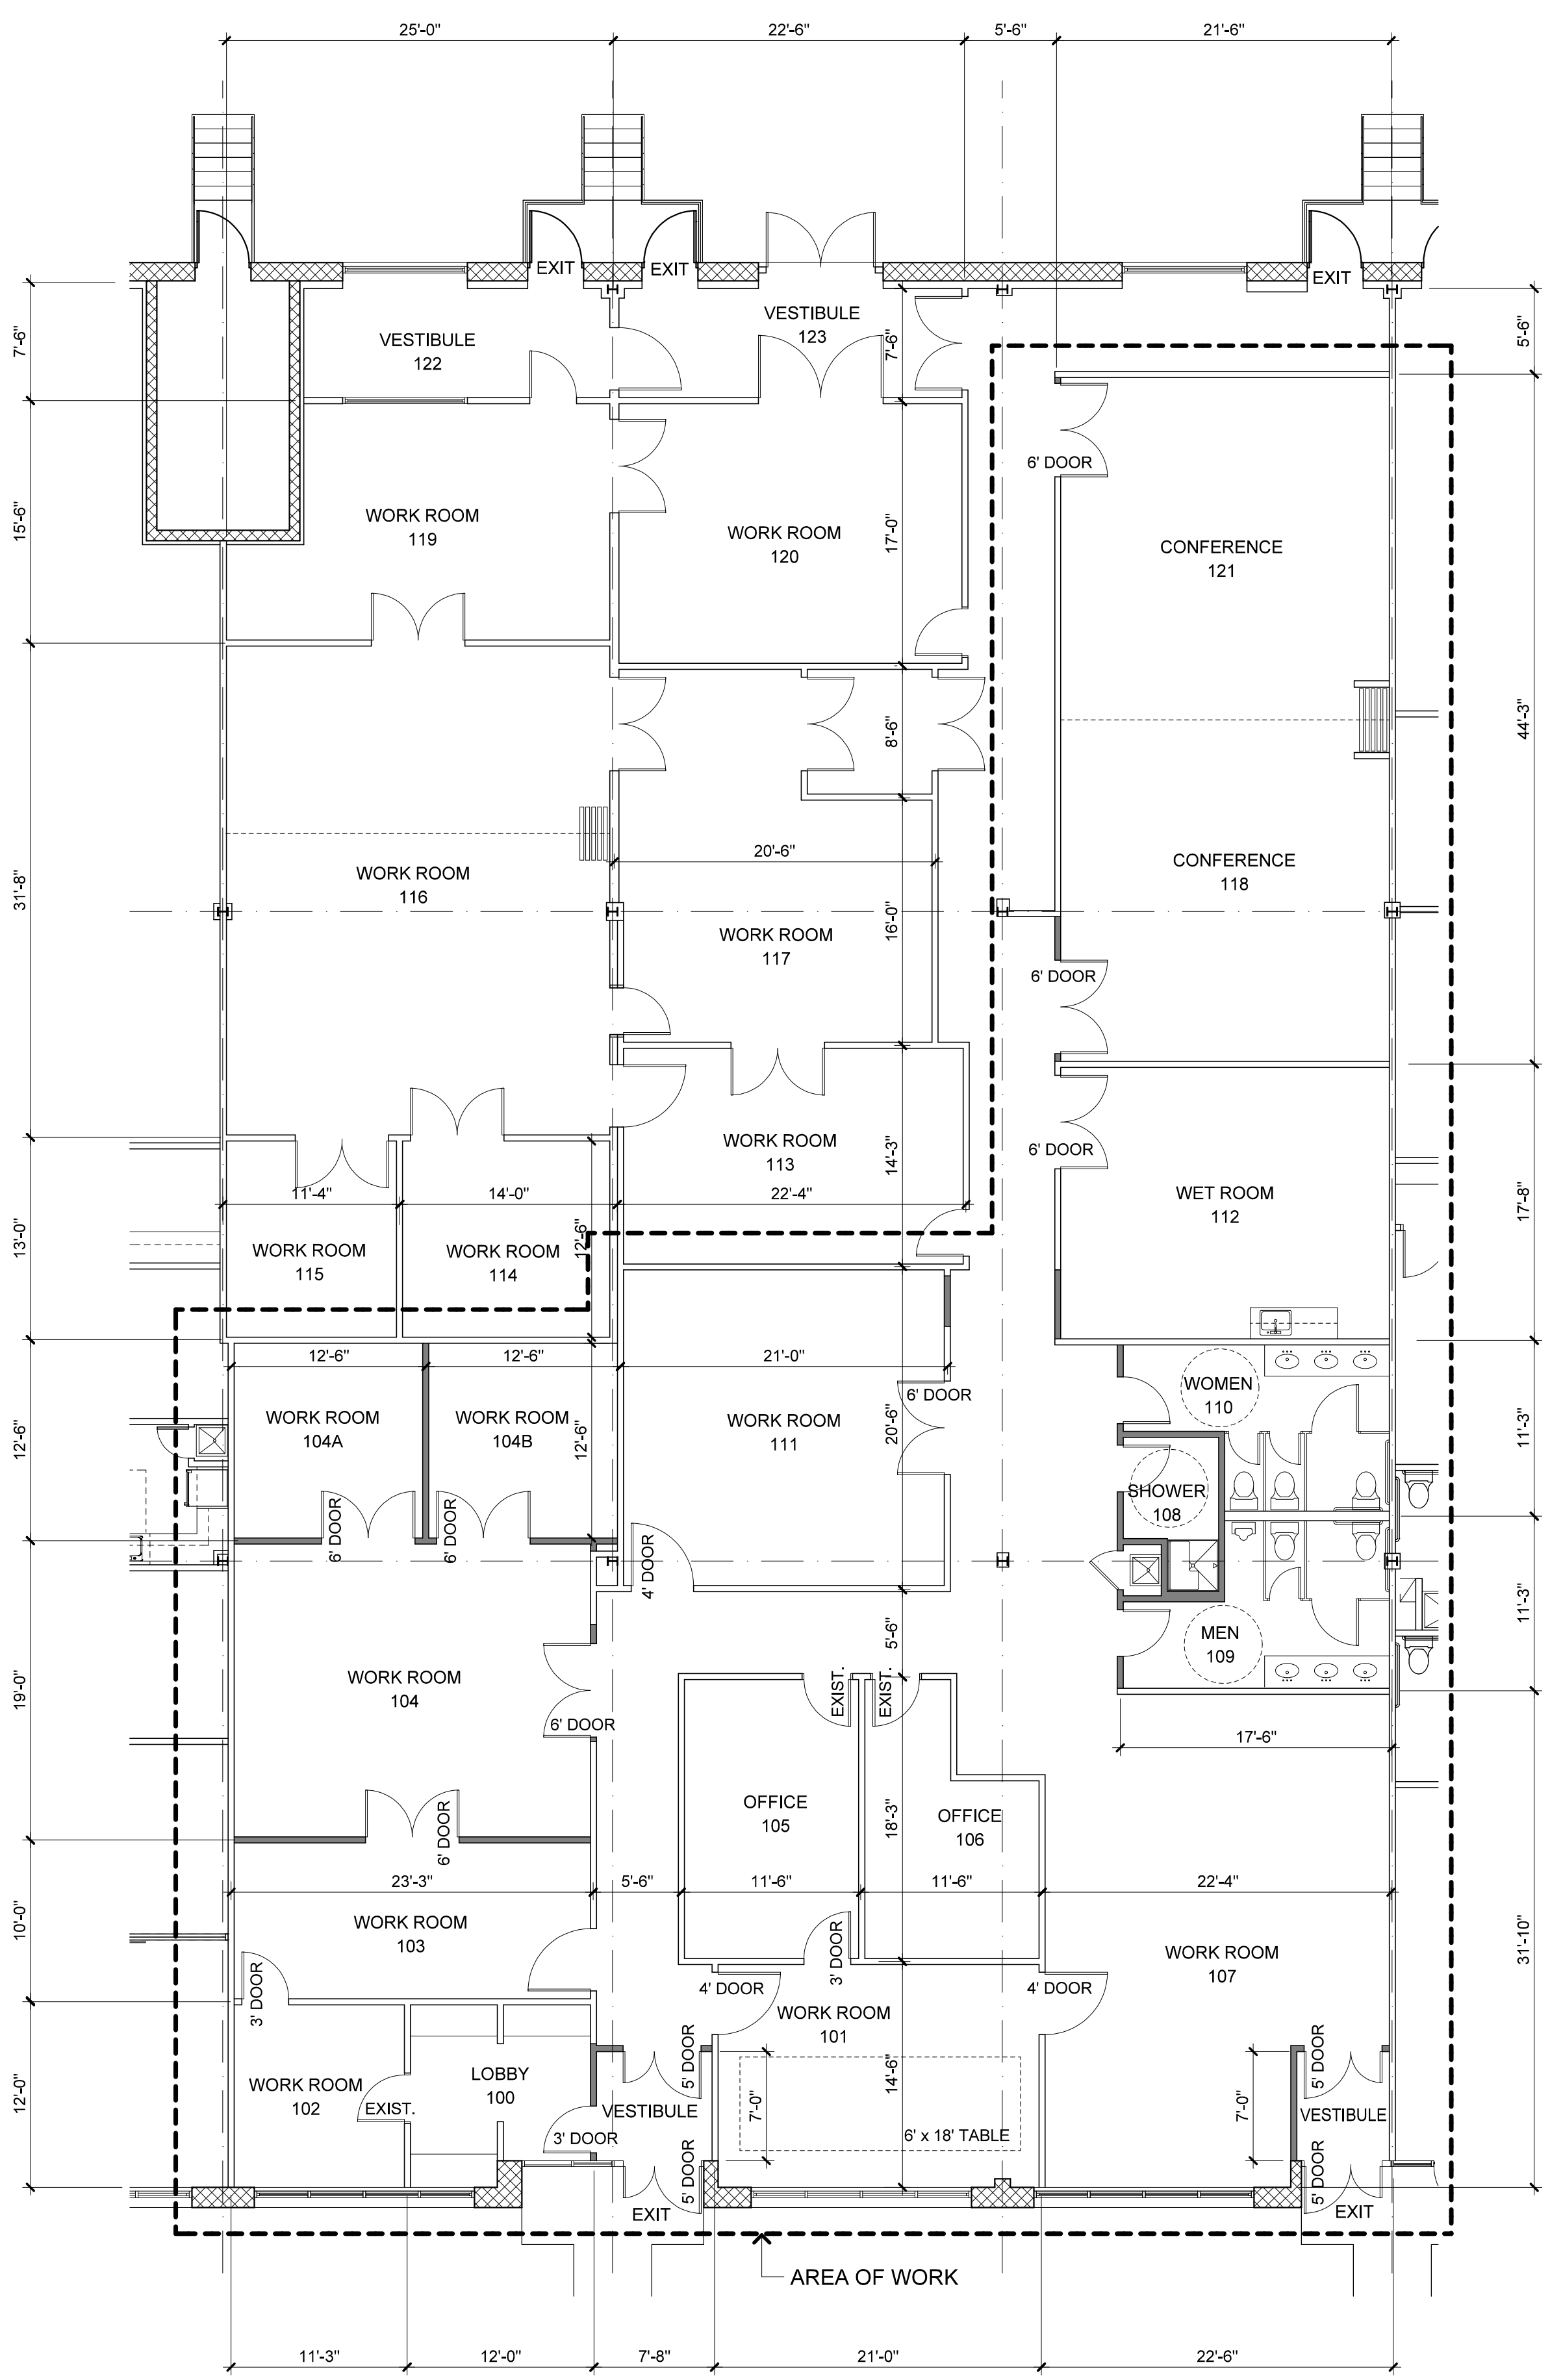 25'-0"
22'-6"
5'-6"
21'-6"
EXIT
EXIT
EXIT
VESTIBULE
122
VESTIBULE
123
7'-6"
7'-6"
5'-6"
6' DOOR
WORK ROOM
119
WORK ROOM
120
15'-6"
17'-0"
CONFERENCE
121
8'-6"
44'-3"
20'-6"
WORK ROOM
116
CONFERENCE
118
31'-8"
WORK ROOM
117
16'-0"
6' DOOR
WORK ROOM
113
14'-3"
6' DOOR
11'-4"
14'-0"
22'-4"
WET ROOM
112
17'-8"
13'-0"
WORK ROOM
115
WORK ROOM
114
12'-6"
12'-6"
12'-6"
21'-0"
6' DOOR
WOMEN
110
WORK ROOM
104A
WORK ROOM
104B
WORK ROOM
111
12'-6"
12'-6"
20'-6"
11'-3"
SHOWER
108
6' DOOR
6' DOOR
4' DOOR
11'-3"
5'-6"
MEN
109
WORK ROOM
104
19'-0"
EXIST.
EXIST.
6' DOOR
17'-6"
OFFICE
105
OFFICE
106
18'-3"
6' DOOR
23'-3"
5'-6"
11'-6"
11'-6"
22'-4"
WORK ROOM
103
10'-0"
3' DOOR
WORK ROOM
107
31'-10"
3' DOOR
4' DOOR
4' DOOR
WORK ROOM
101
LOBBY
100
WORK ROOM
102
12'-0"
5' DOOR
5' DOOR
14'-6"
7'-0"
7'-0"
EXIST.
VESTIBULE
VESTIBULE
3' DOOR
6' x 18' TABLE
5' DOOR
5' DOOR
EXIT
EXIT
AREA OF WORK
11'-3"
12'-0"
7'-8"
21'-0"
22'-6"